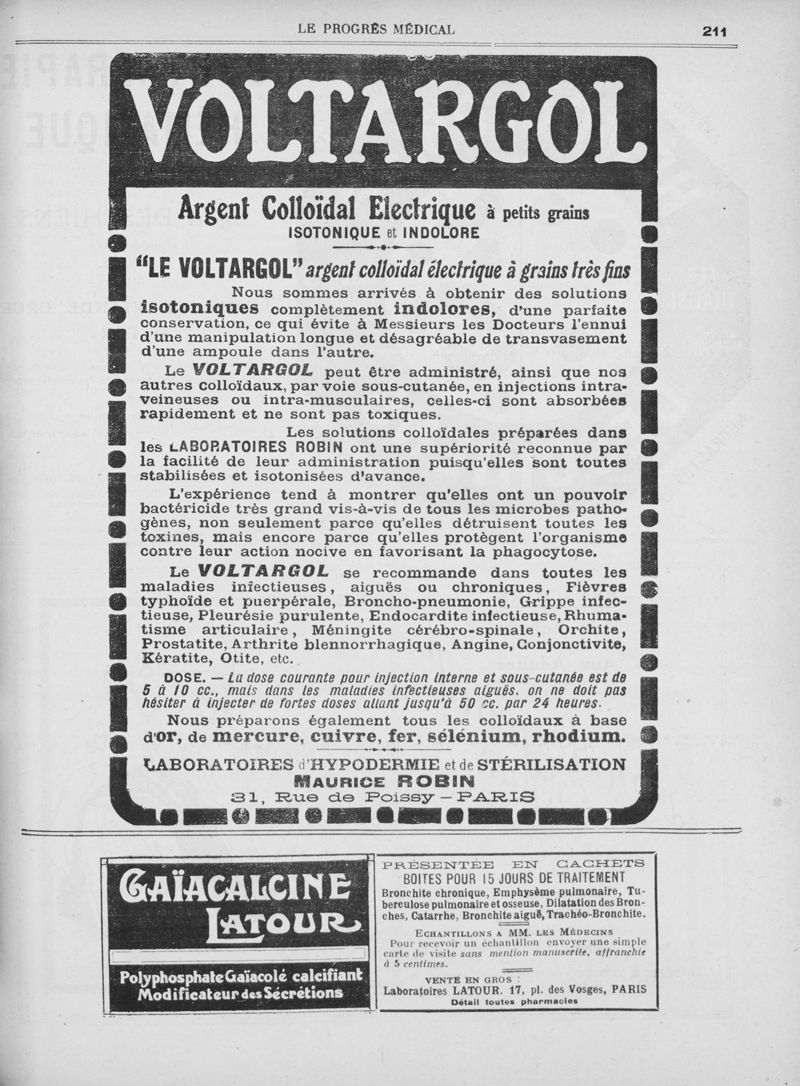 LE PROGRÈS MÉDICAL
211
VOLTARGOL
Argent Colloïdal Electrique à petits grains
ISOTONIQUE et INDOLORE
“LE VOLTARGOL” argent colloïdal électrique à grains très fins
Nous sommes arrivés à obtenir des solutions
isotoniques complètement indolores, d'une parfaite
conservation, ce qui évite à Messieurs les Docteurs l'ennui
d'une manipulation longue et désagréable de transvasement
d'une ampoule dans l'autre.
Le VOLTARGOL peut être administré, ainsi que nos
autres colloïdaux, par voie sous-cutanée, en injections intra-
veineuses ou intra-musculaires, celles-ci sont absorbées
rapidement et ne sont pas toxiques.
Les solutions colloïdales préparées dans
les LABORATOIRES ROBIN ont une supériorité reconnue par
la facilité de leur administration puisqu'elles sont toutes
stabilisées et isotonisées d'avance.
L'expérience tend à montrer qu'elles ont un pouvoir
bactéricide très grand vis-à-vis de tous les microbes patho-
gènes, non seulement parce qu'elles détruisent toutes les
toxines, mais encore parce qu'elles protègent l'organisme
contre leur action nocive en favorisant la phagocytose.
Le VOLTARGOL se recommande dans toutes les
maladies infectieuses, aiguës ou chroniques, Fièvres
typhoïde et puerpérale, Broncho-pneumonie, Grippe infec-
tieuse, Pleurésie purulente, Endocardite infectieuse, Rhuma-
tisme articulaire, Méningite cérébro-spinale, Orchite,
Prostatite, Arthrite blennorrhagique, Angine, Conjonctivite,
Kératite, Otite, etc.
DOSE. — La dose courante pour injection interne et sous-cutanée est de
5 à 10 cc., mais dans les maladies infectieuses aiguës, on ne doit pas
hésiter à injecter de fortes doses allant jusqu'à 50 cc. par 24 heures.
Nous préparons également tous les colloïdaux à base
d'or, de mercure, cuivre, fer, sélénium, rhodium.
LABORATOIRES d'HYPODERMIE et de STÉRILISATION
MAURICE ROBIN
31, Rue de Poissy — PARIS
GAÏACALCINE
LATOUR
Polyphosphate Gaïacolé calcifiant
Modificateur des Sécrétions
PRÉSENTÉE EN CACHETS
BOITES POUR 15 JOURS DE TRAITEMENT
Bronchite chronique, Emphysème pulmonaire, Tu-
berculose pulmonaire et osseuse, Dilatation des Bron-
ches, Catarrhe, Bronchite aiguë, Trachéo-Bronchite.
ECHANTILLONS A MM. LES MÉDECINS
Pour recevoir un échantillon envoyer une simple
carte de visite sans mention manuscrite, affranchie
à 5 centimes.
VENTE EN GROS :
Laboratoires LATOUR. 17, pl. des Vosges, PARIS
Détail toutes pharmacies